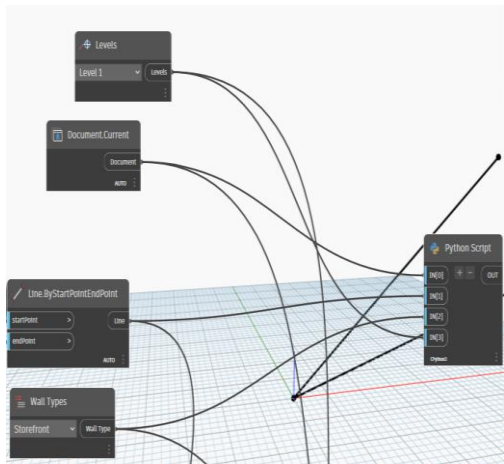 Levels
Level 1
Levels
Document.Current
Document
AUTO
Python Script
IN[0]
+ -
OUT
IN[1]
IN[2]
IN[3]
Line.ByStartPointEndPoint
startPoint >
Line
endPoint >
AUTO
Wall Types
Storefront
Wall Type